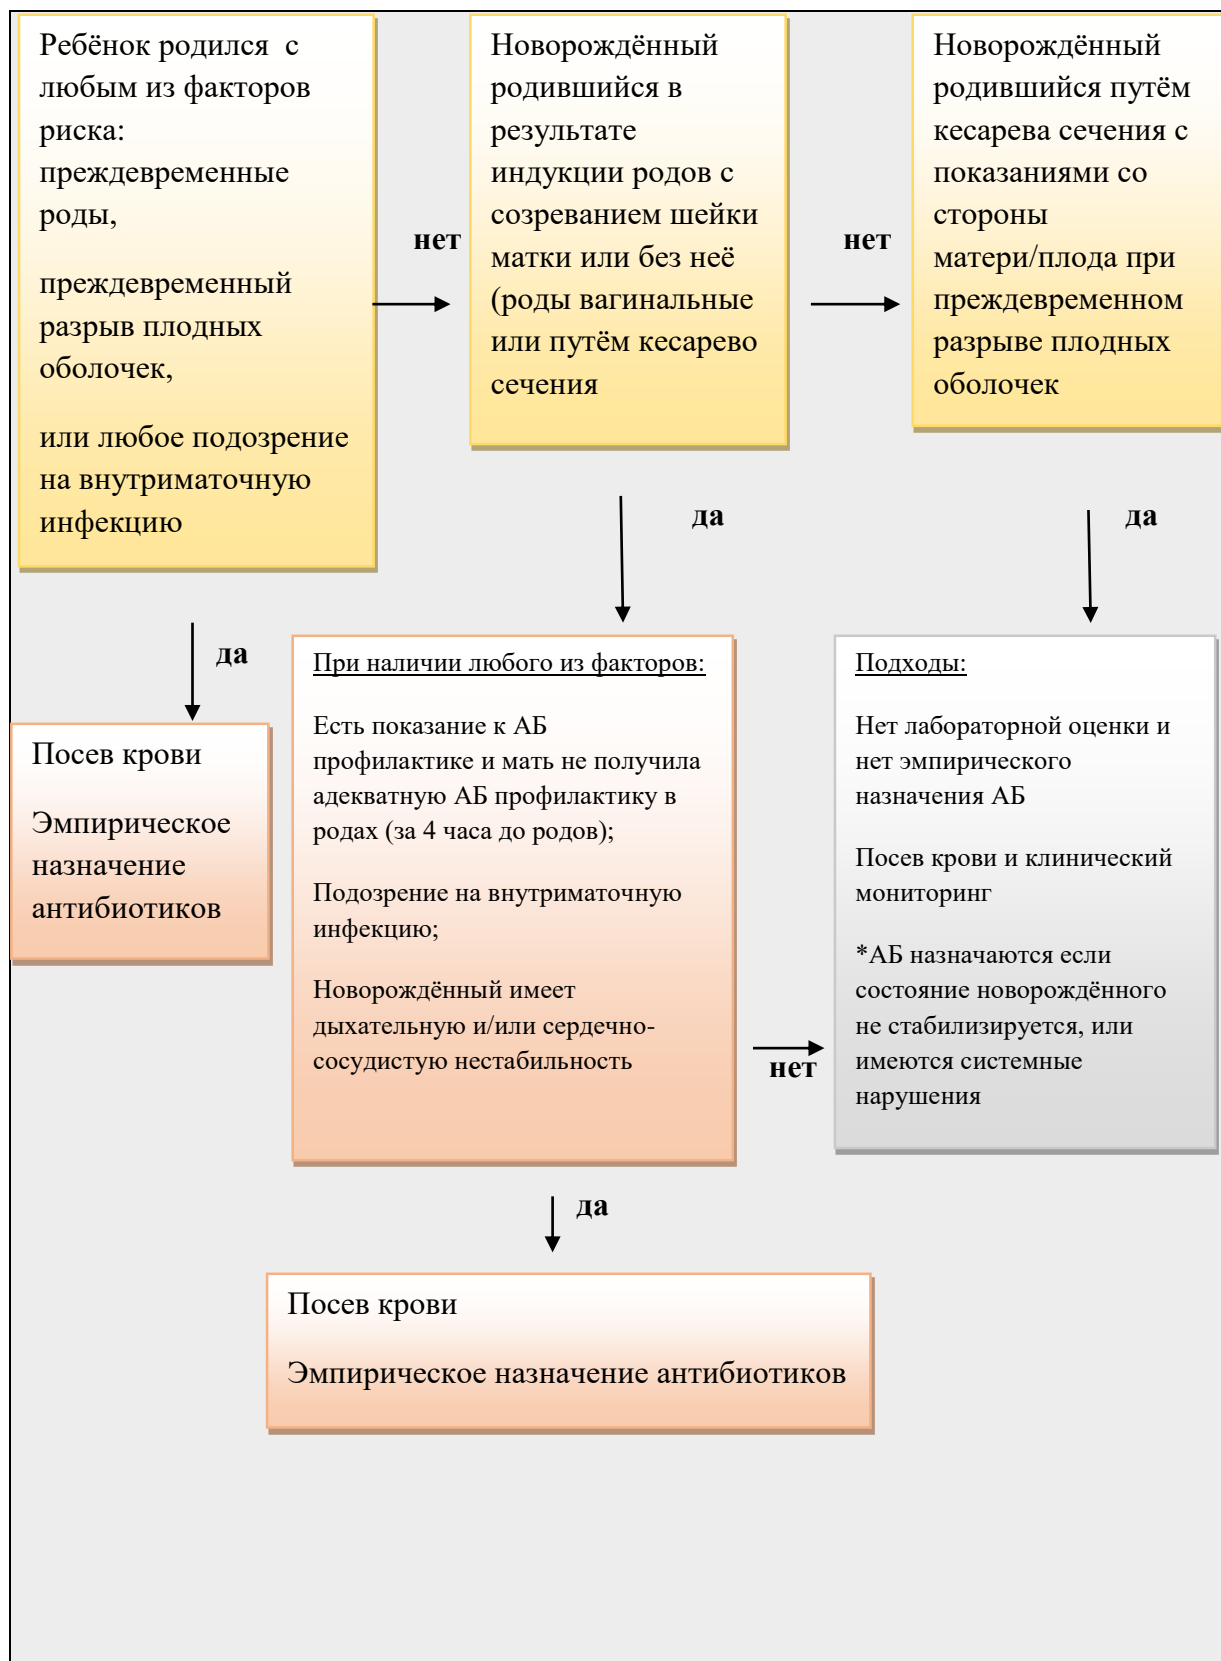 Ребёнок родился с
любым из факторов
риска:
преждевременные
роды,
преждевременный
разрыв плодных
оболочек,
или любое подозрение
на внутриматочную
инфекцию
нет
Новорождённый
родившийся в
результате
индукции родов с
созреванием шейки
матки или без неё
(роды вагинальные
или путём кесарево
сечения
нет
Новорождённый
родившийся путём
кесарева сечения с
показаниями со
стороны
матери/плода при
преждевременном
разрыве плодных
оболочек
да
да
да
Посев крови
Эмпирическое
назначение
антибиотиков
При наличии любого из факторов:
Есть показание к АБ
профилактике и мать не получила
адекватную АБ профилактику в
родах (за 4 часа до родов);
Подозрение на внутриматочную
инфекцию;
Новорождённый имеет
дыхательную и/или сердечно-
сосудистую нестабильность
нет
Подходы:
Нет лабораторной оценки и
нет эмпирического
назначения АБ
Посев крови и клинический
мониторинг
*АБ назначаются если
состояние новорождённого
не стабилизируется, или
имеются системные
нарушения
да
Посев крови
Эмпирическое назначение антибиотиков